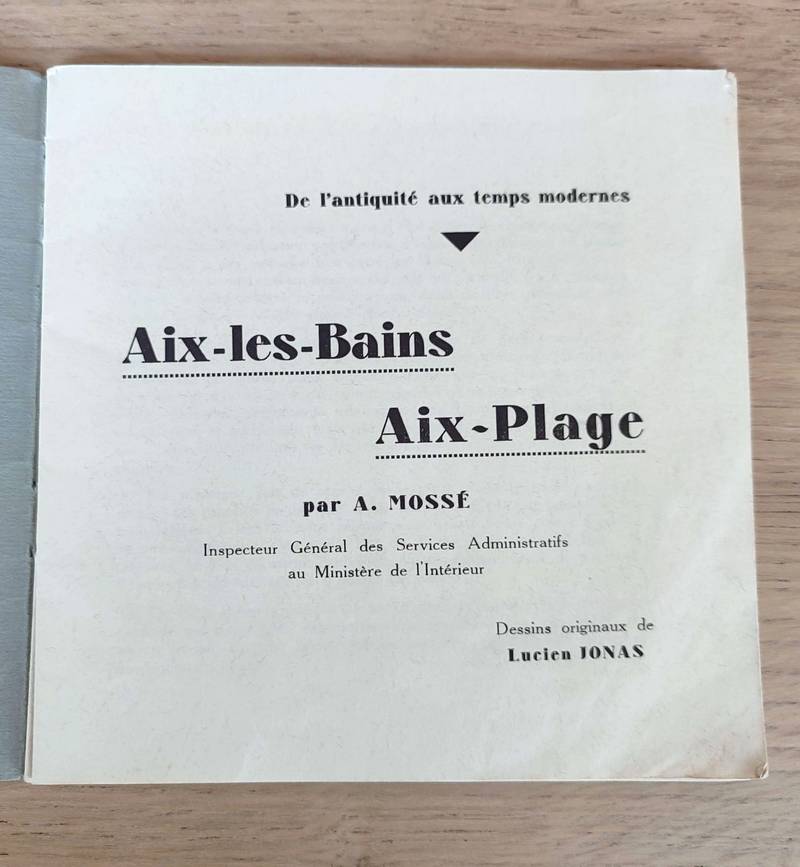 De l'antiquité aux temps modernes
Aix-les-Bains
Aix-Plage
par A. MOSSÉ
Inspecteur Général des Services Administratifs
au Ministère de l'Intérieur
Dessins originaux de
Lucien JONAS